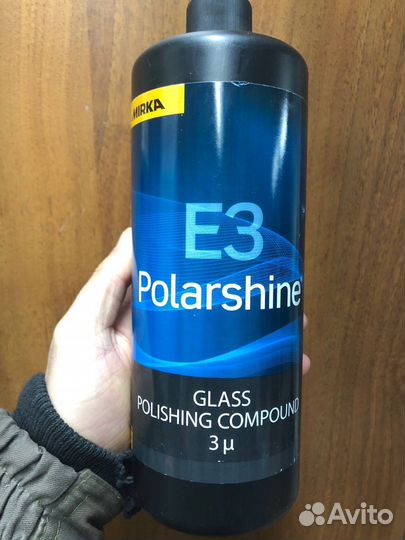 MIRKA
E3
Polarshine
GLASS
POLISHING COMPOUND
3 µ
Avito